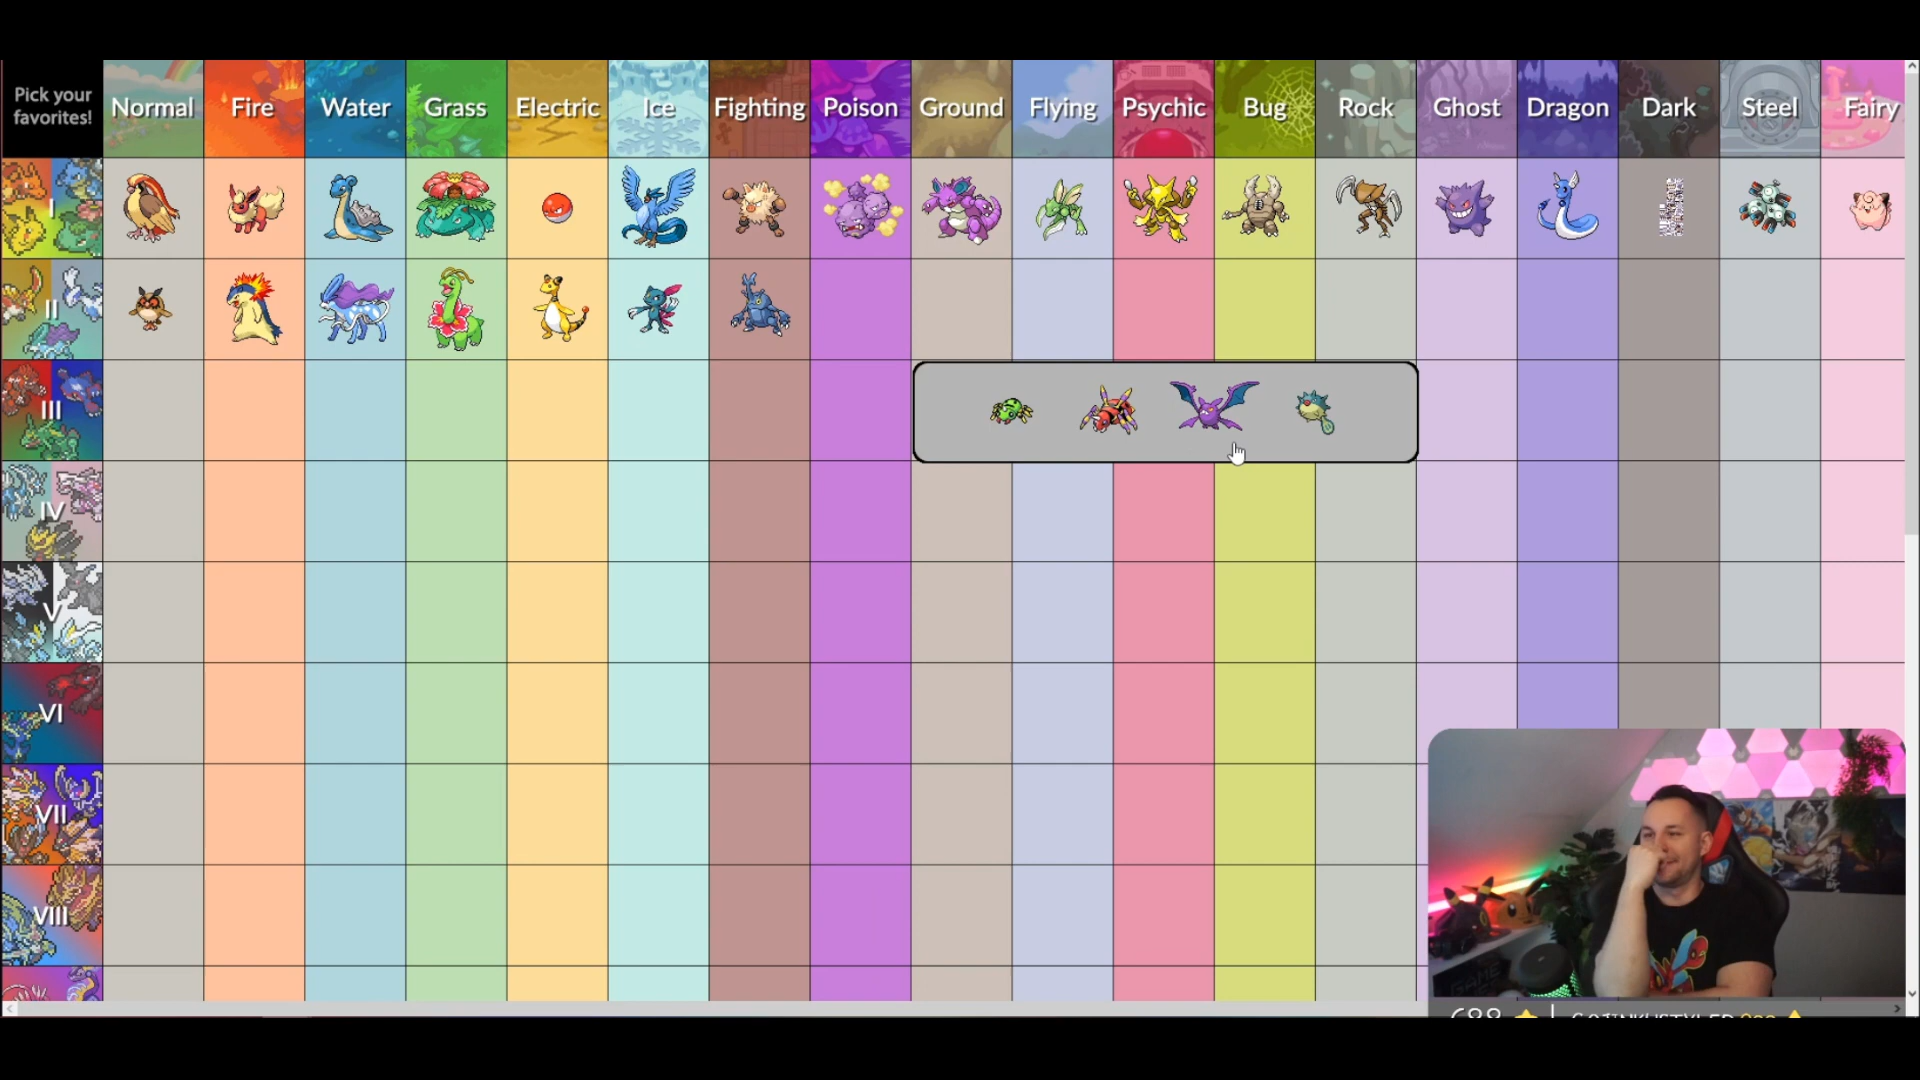 Pick your
favorites!
Normal Fire Water Grass Electric Ice Fighting Poison Ground Flying Psychic Bug Rock Ghost Dragon Dark Steel Fairy
I
II
III
IV
V
VI
VII
VIII